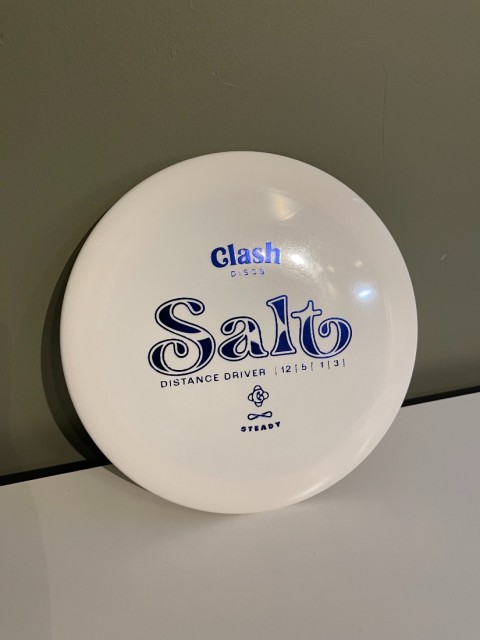 Clash
DISCS
Salt
DISTANCE DRIVER | 12 | 5 | 1 | 3 |
STEADY